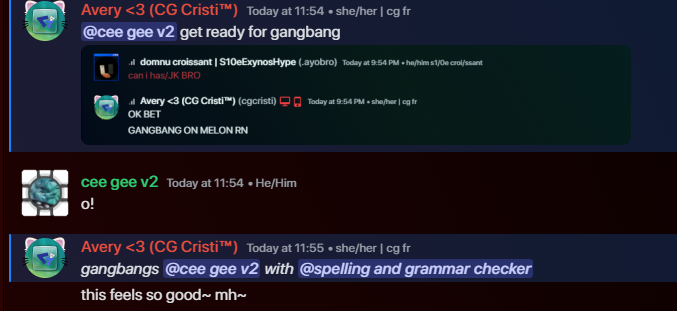 Avery <3 (CG Cristi™) Today at 11:54 • she/her | cg fr
@cee gee v2 get ready for gangbang
domnu croissant | S10eExynosHype (.ayobro) Today at 9:54 PM • he/him s1/0e croi/ssant
can i has/JK BRO
Avery <3 (CG Cristi™) (cgcristi) Today at 9:54 PM • she/her | cg fr
OK BET
GANGBANG ON MELON RN
cee gee v2 Today at 11:54 • He/Him
o!
Avery <3 (CG Cristi™) Today at 11:55 • she/her | cg fr
gangbangs @cee gee v2 with @spelling and grammar checker
this feels so good~ mh~